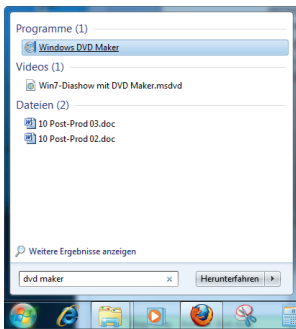 Programme (1)
Windows DVD Maker
Videos (1)
Win7-Diashow mit DVD Maker.msdvd
Dateien (2)
10 Post-Prod 03.doc
10 Post-Prod 02.doc
Weitere Ergebnisse anzeigen
dvd maker × Herunterfahren